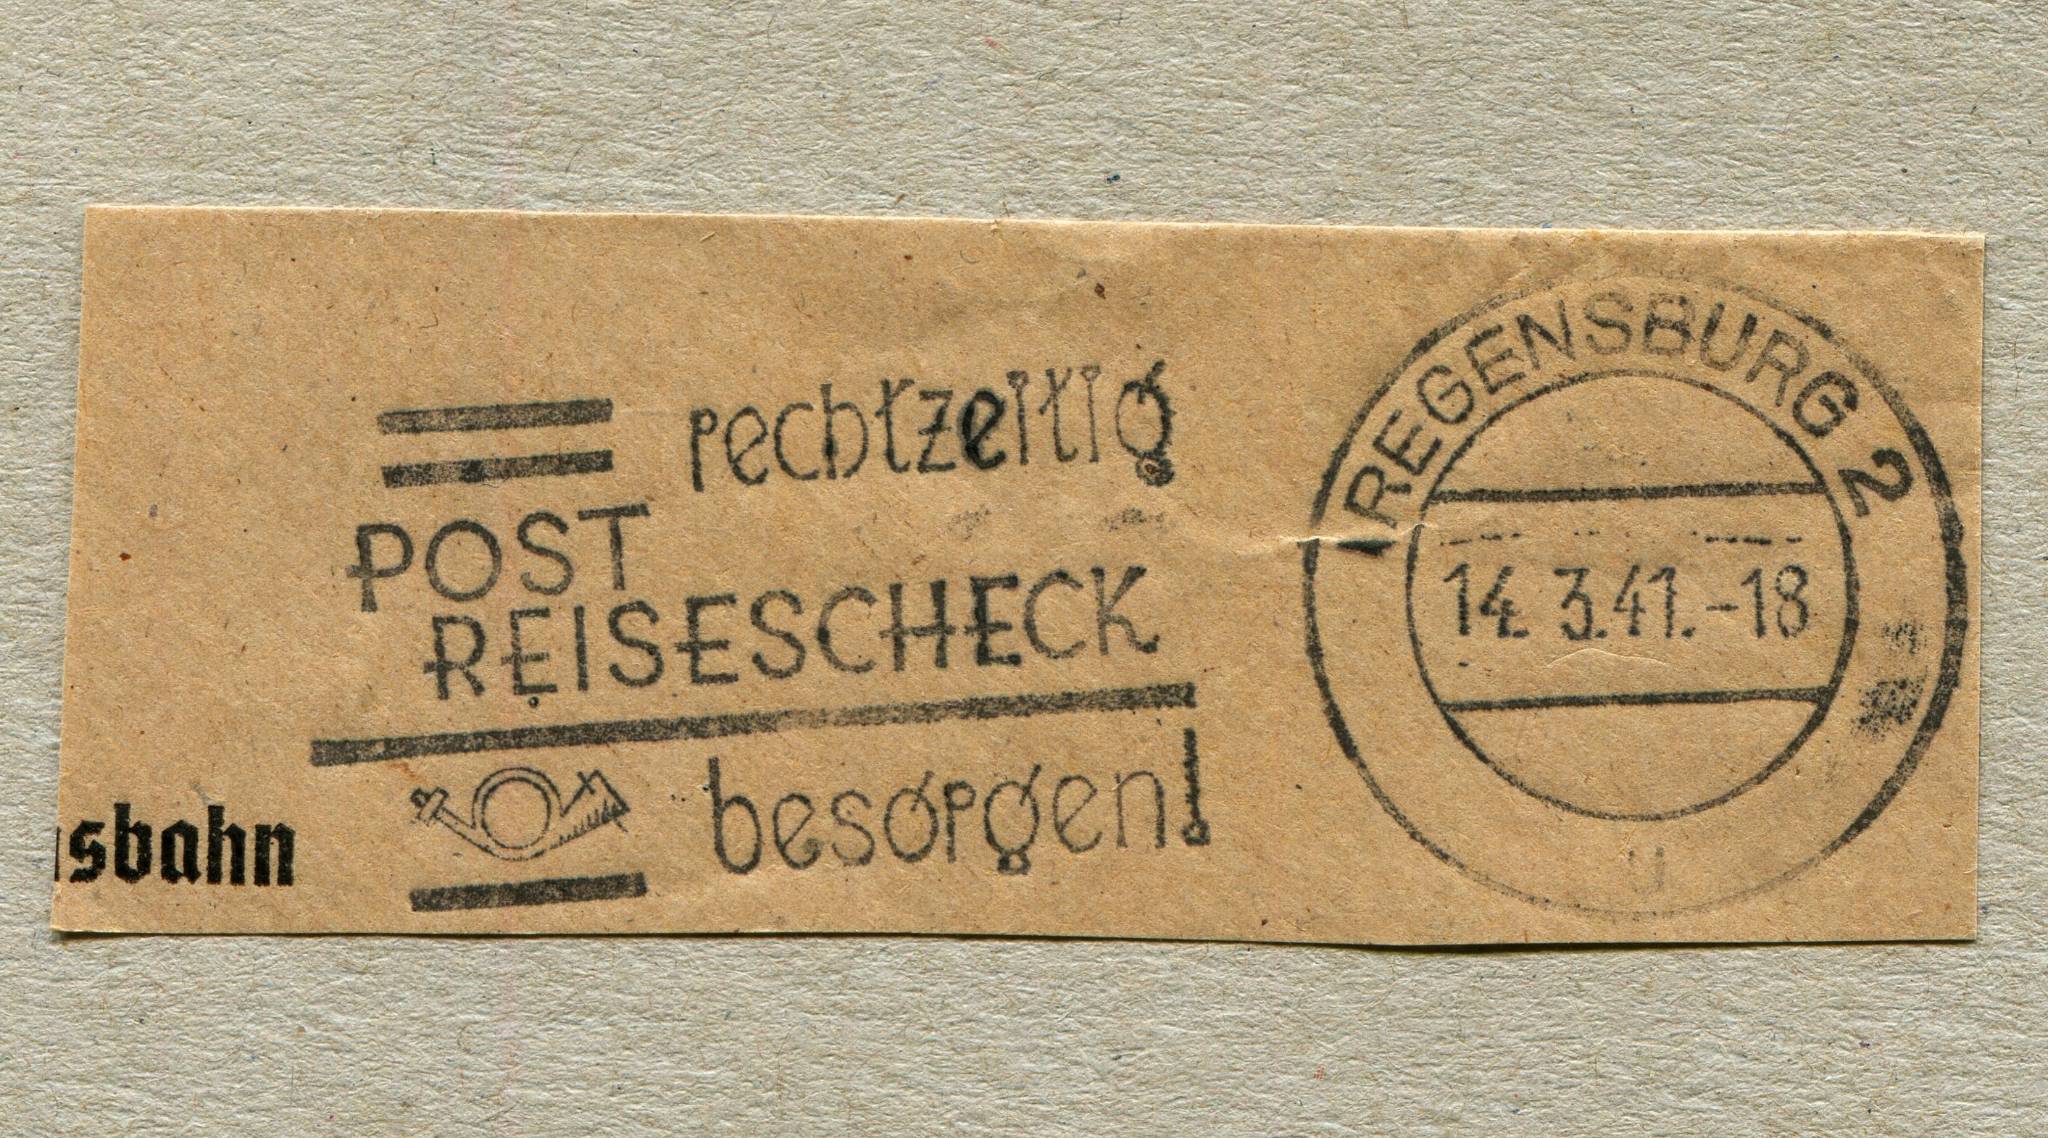 rechtzeitig
POST
REISESCHECK
besorgen!
REGENSBURG 2
14.3.41.-18
u
sbahn